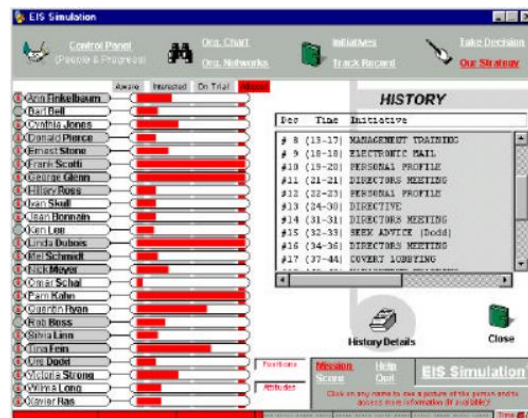 EIS Simulation
Control Panel
(People & Progress)
Org. Chart
Org. Networks
Initiatives
Track Record
Take Decision
Our Strategy
Aware Interested On Trial Adopted
Ann Finkelbaum
Bart Bell
Cynthia Jones
Donald Pierce
Ernest Stone
Frank Scotti
George Glenn
Hillary Ross
Ivan Skull
Jean Bonnain
Ken Lee
Linda Dubois
Mel Schmidt
Nick Meyer
Omar Schal
Pam Kahn
Quentin Ryan
Rob Boss
Silvia Linn
Tina Fein
Urs Dodd
Victoria Strong
Wilma Long
Xavier Ras
HISTORY
Dec Time Initiative
# 8 (13-17) MANAGEMENT TRAINING
# 9 (18-18) ELECTRONIC MAIL
#10 (19-20) PERSONAL PROFILE
#11 (21-21) DIRECTORS MEETING
#12 (22-23) PERSONAL PROFILE
#13 (24-30) DIRECTIVE
#14 (31-31) DIRECTORS MEETING
#15 (32-33) SEEK ADVICE (Dodd)
#16 (34-36) DIRECTORS MEETING
#17 (37-44) COVERT LOBBYING
History Details
Close
Functions
Attitudes
Mission
Score
Help
Quit
EIS Simulation
Click on any name to see a picture of the person and to
access more information (if available)!
Time